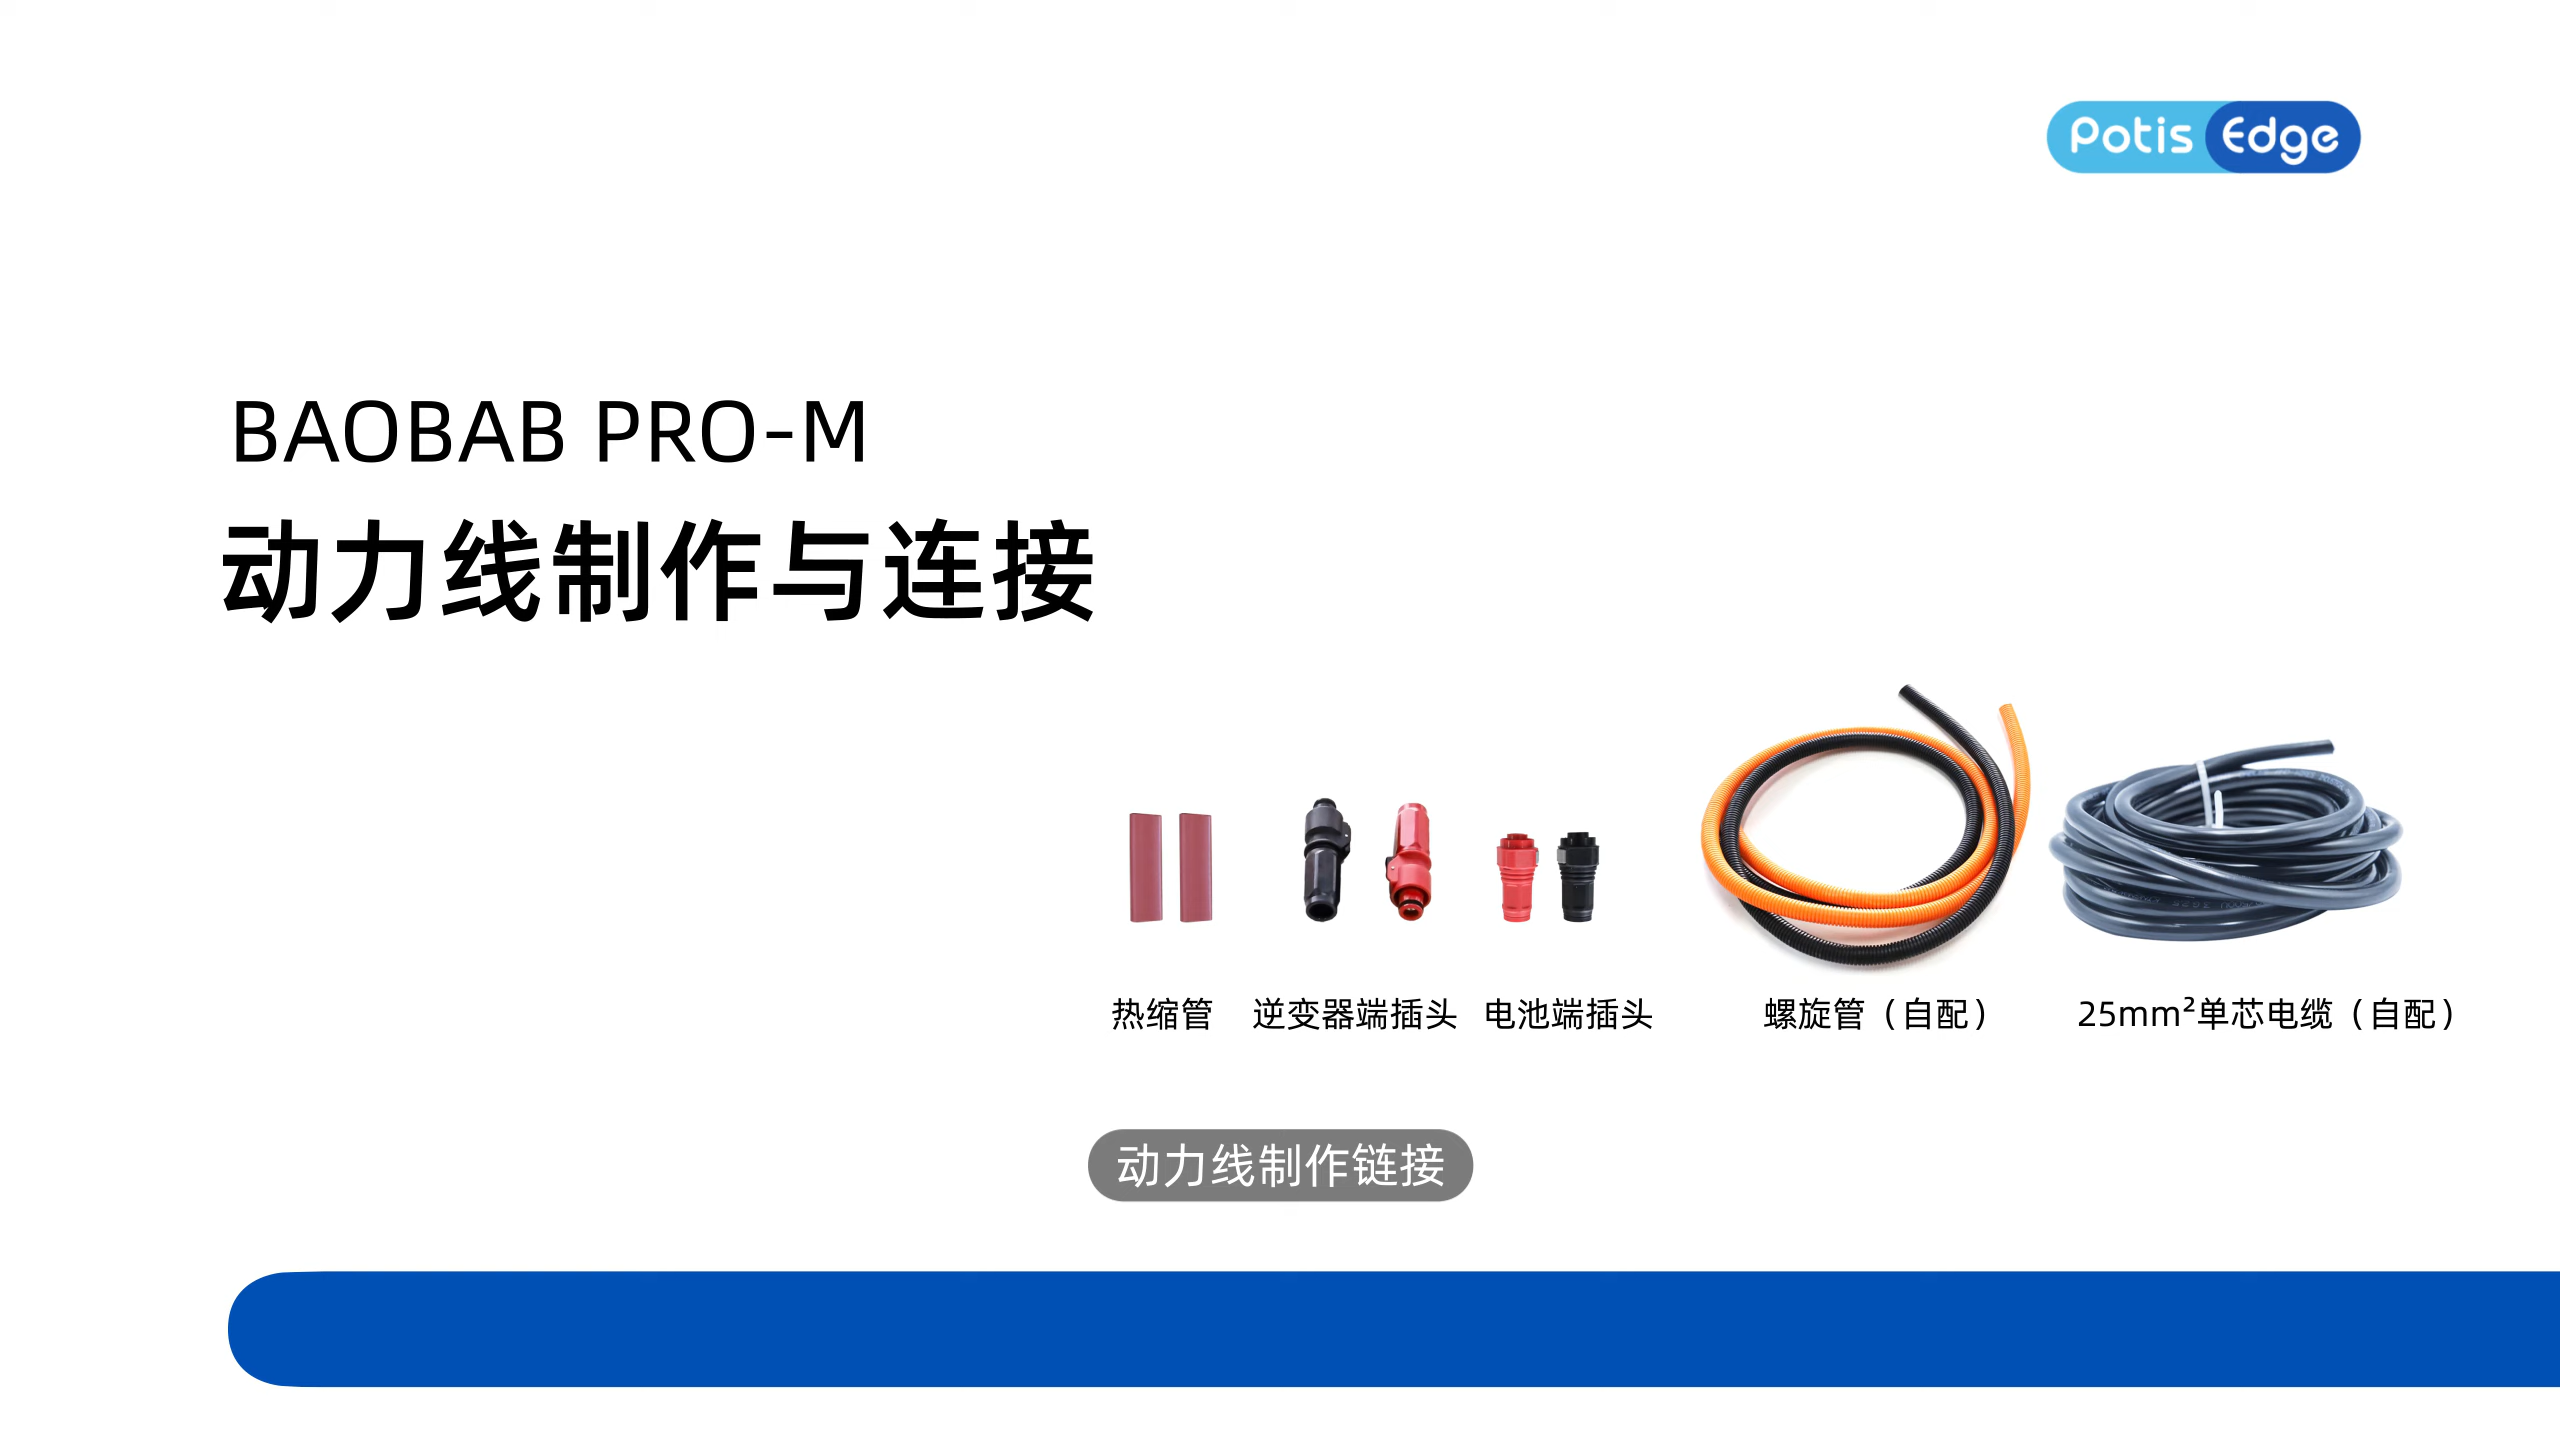 Potis Edge
BAOBAB PRO-M
动力线制作与连接
热缩管
逆变器端插头
电池端插头
螺旋管（自配）
25mm²单芯电缆（自配）
动力线制作链接